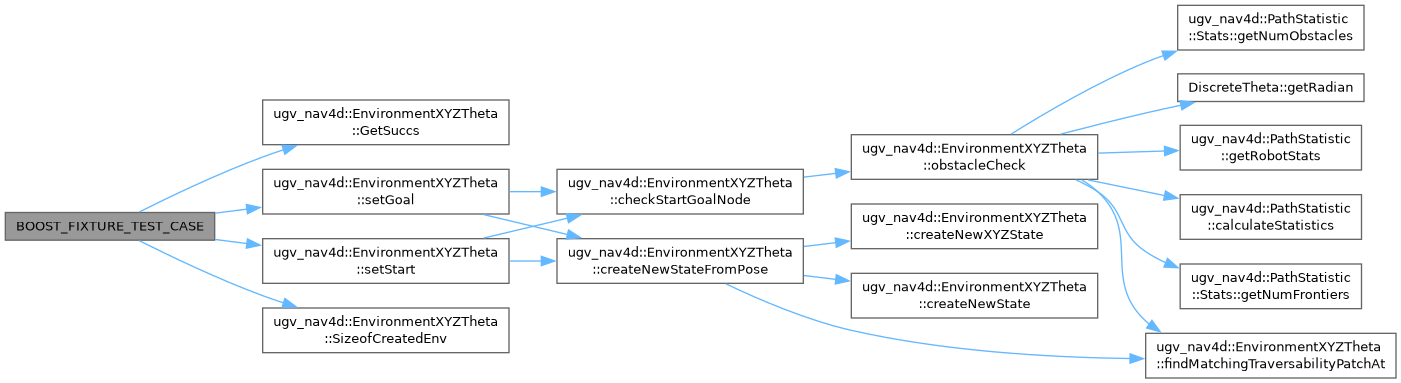 BOOST_FIXTURE_TEST_CASE
ugv_nav4d::EnvironmentXYZTheta
::GetSuccs
ugv_nav4d::EnvironmentXYZTheta
::setGoal
ugv_nav4d::EnvironmentXYZTheta
::setStart
ugv_nav4d::EnvironmentXYZTheta
::SizeofCreatedEnv
ugv_nav4d::EnvironmentXYZTheta
::checkStartGoalNode
ugv_nav4d::EnvironmentXYZTheta
::createNewStateFromPose
ugv_nav4d::EnvironmentXYZTheta
::obstacleCheck
ugv_nav4d::EnvironmentXYZTheta
::createNewXYZState
ugv_nav4d::EnvironmentXYZTheta
::createNewState
ugv_nav4d::PathStatistic
::Stats::getNumObstacles
DiscreteTheta::getRadian
ugv_nav4d::PathStatistic
::getRobotStats
ugv_nav4d::PathStatistic
::calculateStatistics
ugv_nav4d::PathStatistic
::Stats::getNumFrontiers
ugv_nav4d::EnvironmentXYZTheta
::findMatchingTraversabilityPatchAt